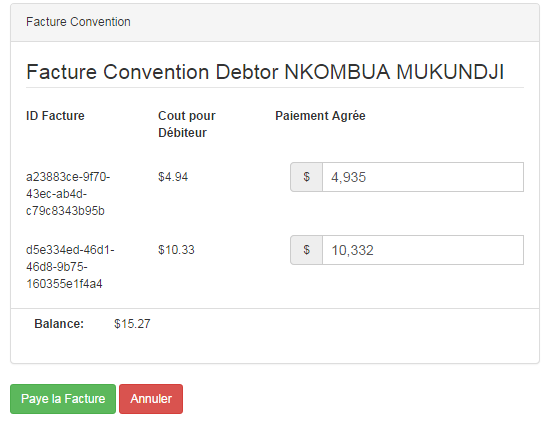 Facture Convention
Facture Convention Debtor NKOMBUA MUKUNDJI
ID Facture Cout pour Paiement Agrée
Débiteur
a23883ce-9f70- $4.94 $ 4,935
43ec-ab4d-
c79c8343b95b
d5e334ed-46d1- $10.33 $ 10,332
46d8-9b75-
160355e1f4a4
Balance: $15.27
Paye la Facture Annuler